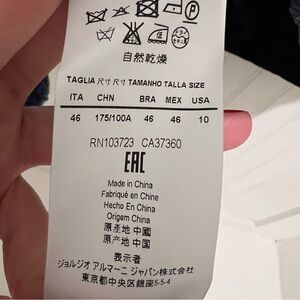 自然乾燥
TAGLIA 尺寸 尺寸 TAMANHO TALLA SIZE
ITA CHN BRA MEX USA
46 175/100A 46 46 10
RN103723 CA37360
EAC
Made in China
Fabriqué en Chine
Hecho En China
Origem China
原產地 中國
原产地 中国
表示者
ジョルジオ アルマーニ ジャパン株式会社
東京都中央区銀座5-5-4